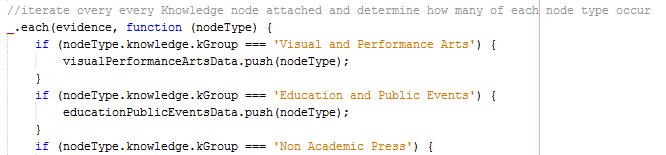 //iterate overy every Knowledge node attached and determine how many of each node type occur
_.each(evidence, function (nodeType) {
if (nodeType.knowledge.kGroup === 'Visual and Performance Arts') {
visualPerformanceArtsData.push(nodeType);
}
if (nodeType.knowledge.kGroup === 'Education and Public Events') {
educationPublicEventsData.push(nodeType);
}
if (nodeType.knowledge.kGroup === 'Non Academic Press') {